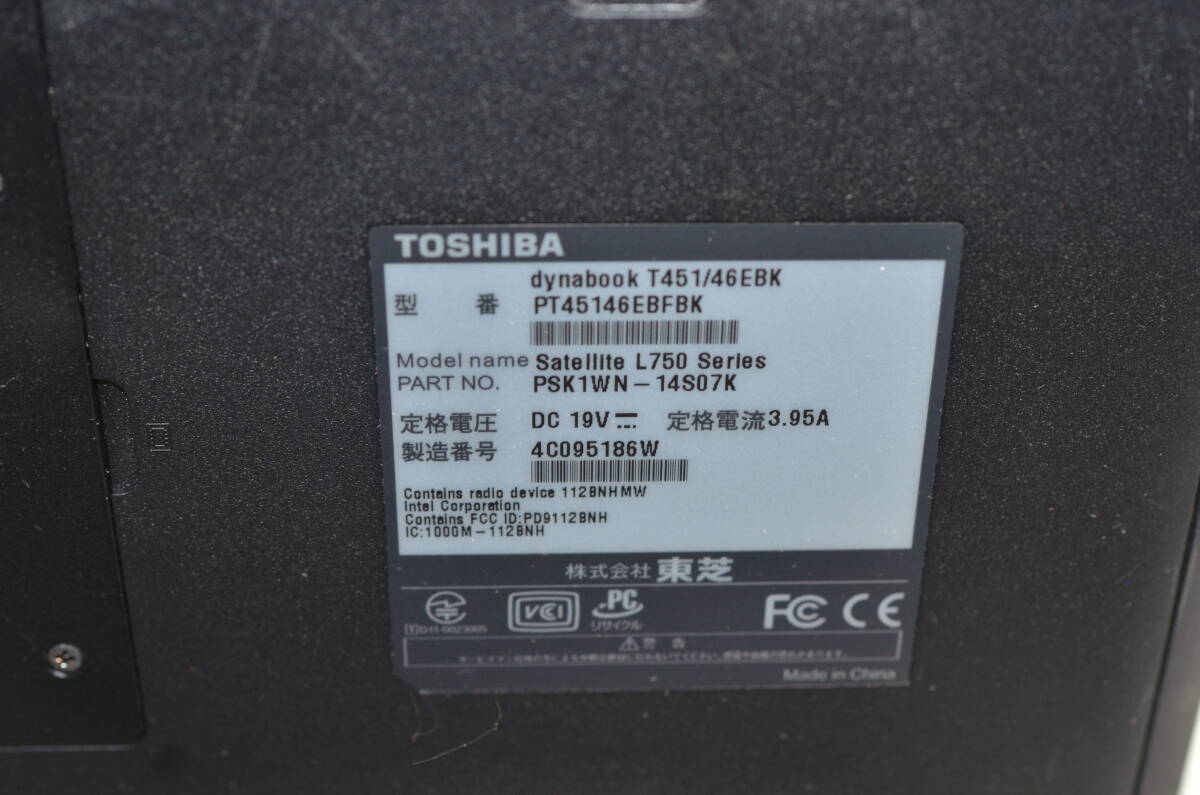 TOSHIBA
dynabook T451/46EBK
型 番 PT45146EBFBK
Model name Satellite L750 Series
PART NO. PSK1WN-14S07K
定格電圧 DC 19V 定格電流 3.95A
製造番号 4C095186W
Contains radio device 112BNHMW
Intel Corporation
Contains FCC ID:PD9112BNH
IC:1000M-112BNH
株式会社 東芝
VCI PC FC CE
リサイクル
警 告
Made in China